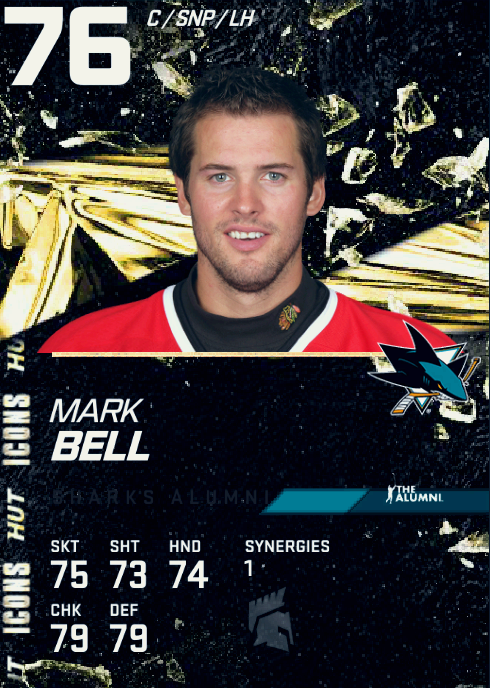 76
C / SNP / LH
MARK
BELL
SHARKS ALUMNI
THE
ALUMNI.
SKT SHT HND SYNERGIES
75 73 74 1
CHK DEF
79 79
HUT
ICONS
HUT
ICONS